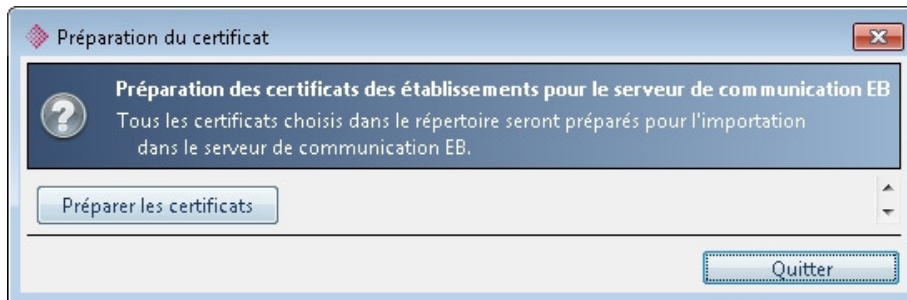 Préparation du certificat
Préparation des certificats des établissements pour le serveur de communication EB
Tous les certificats choisis dans le répertoire seront préparés pour l'importation
dans le serveur de communication EB.
Préparer les certificats
Quitter